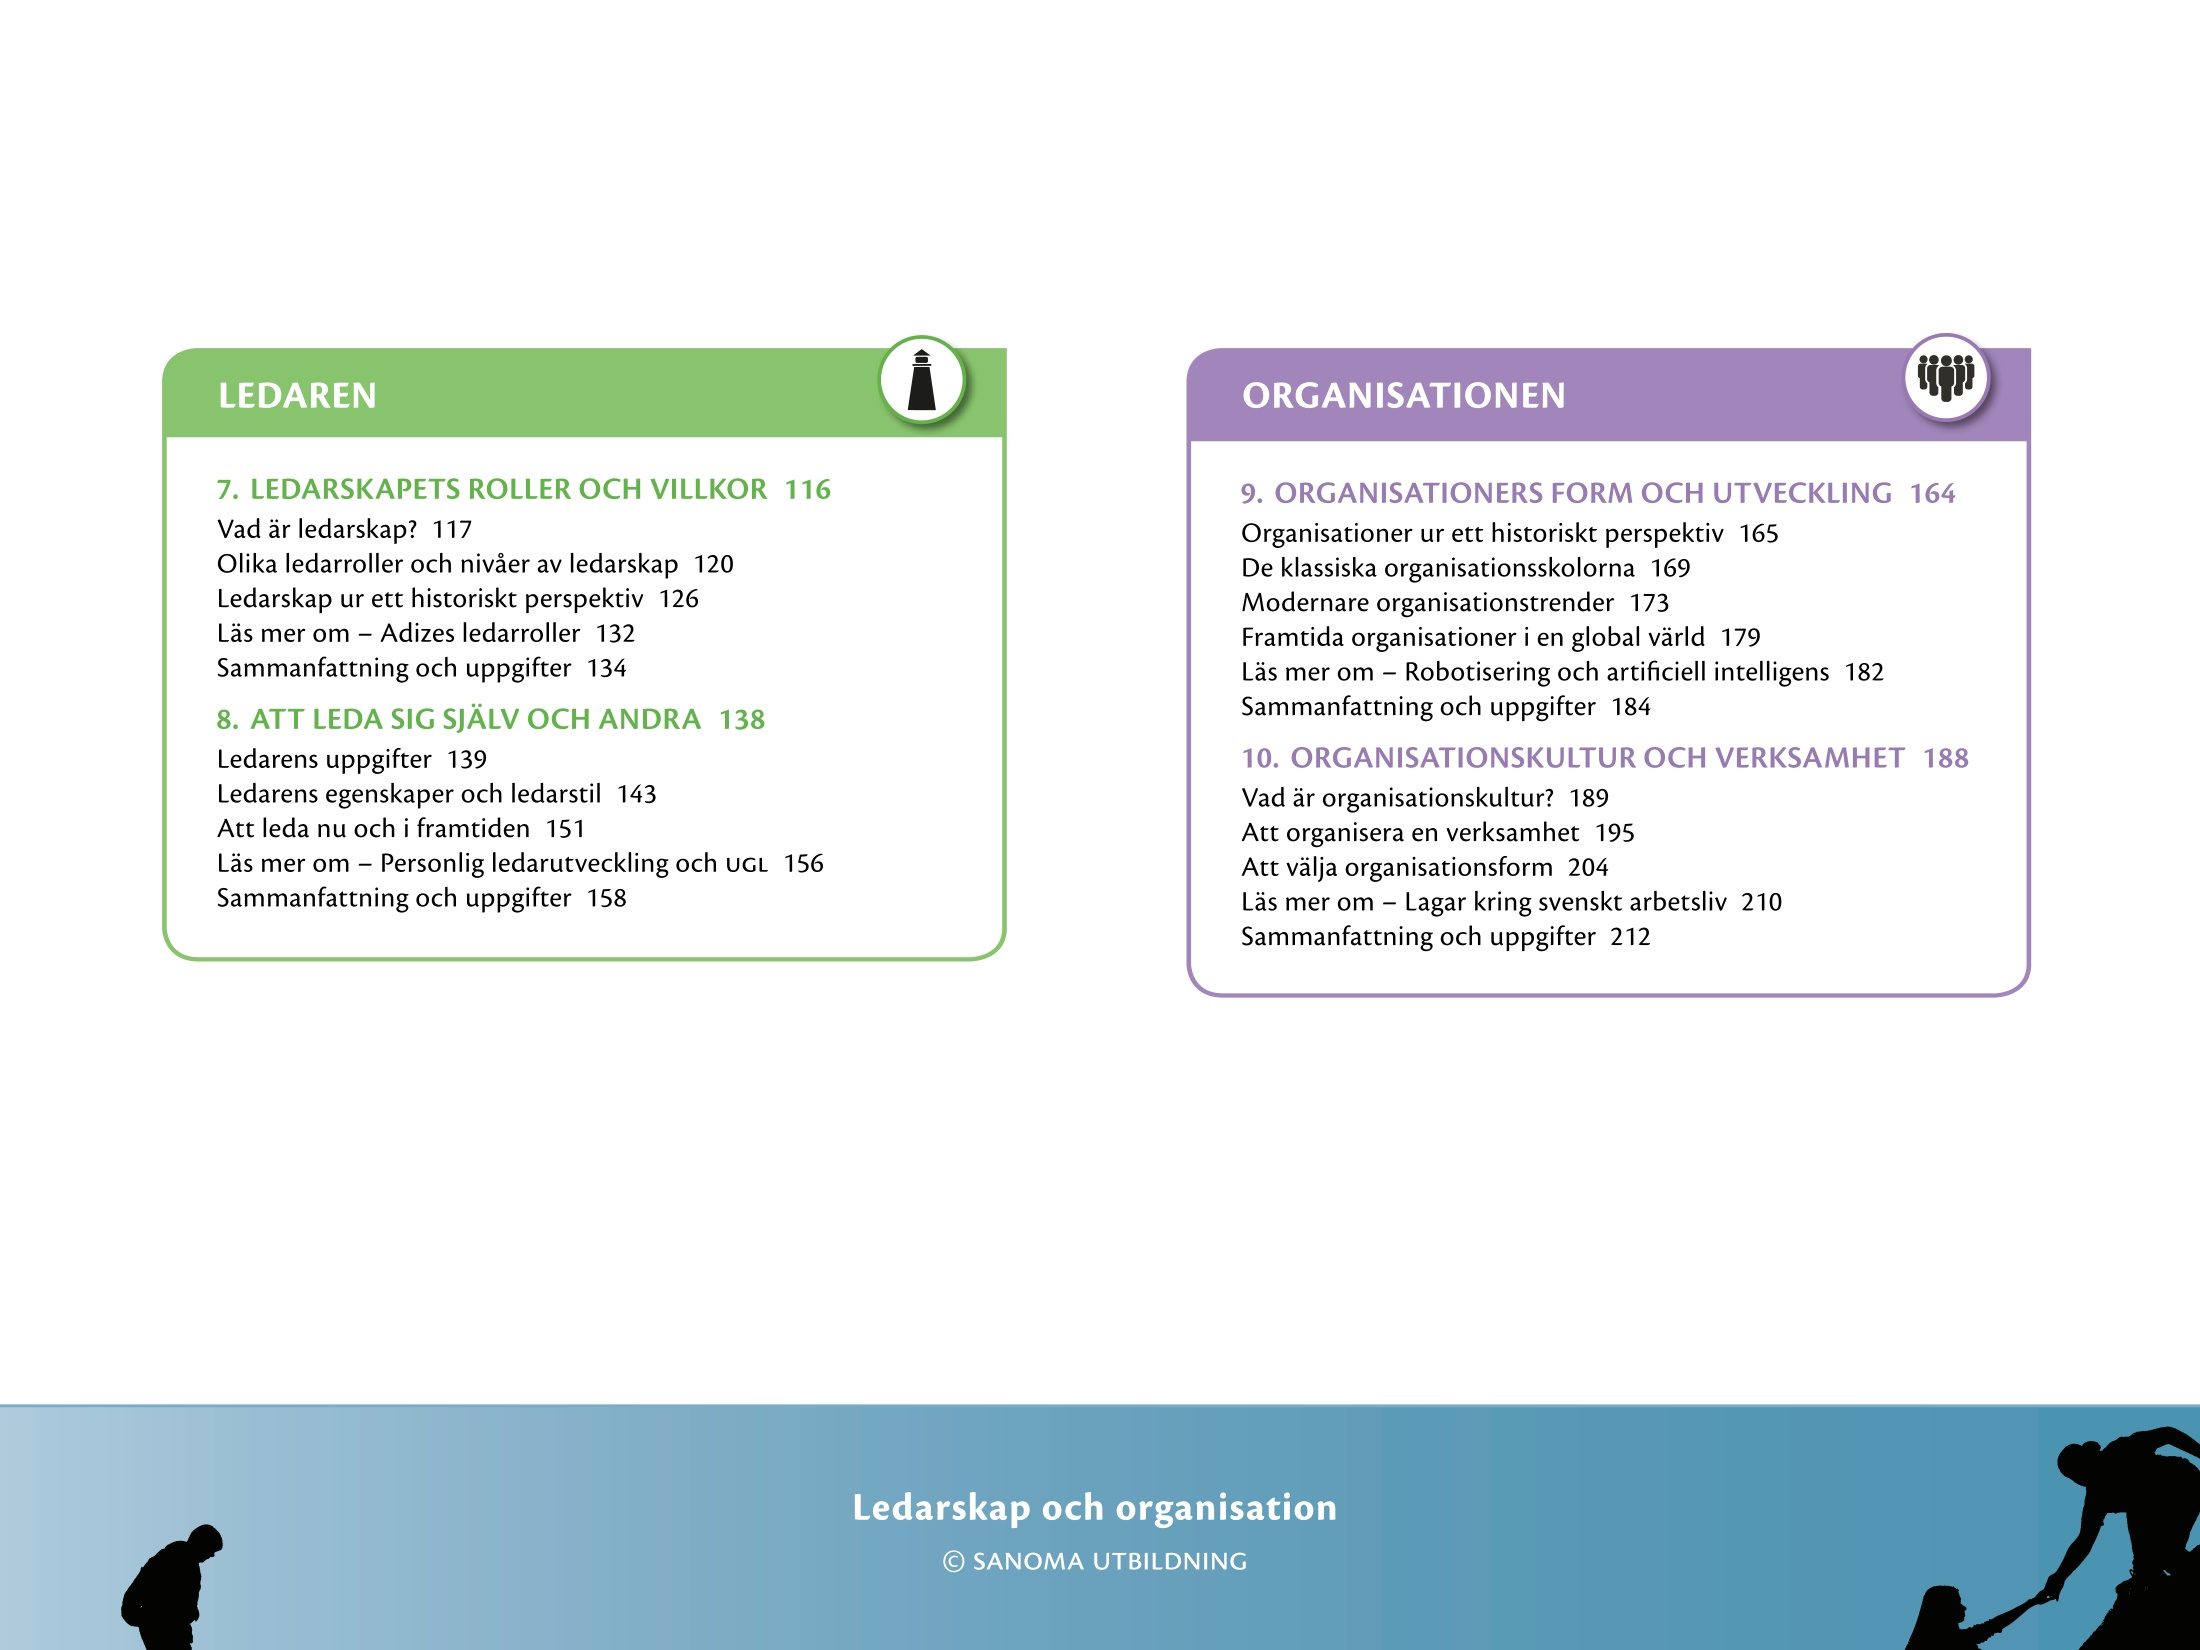 LEDAREN
7. LEDARSKAPETS ROLLER OCH VILLKOR 116
Vad är ledarskap? 117
Olika ledarroller och nivåer av ledarskap 120
Ledarskap ur ett historiskt perspektiv 126
Läs mer om – Adizes ledarroller 132
Sammanfattning och uppgifter 134
8. ATT LEDA SIG SJÄLV OCH ANDRA 138
Ledarens uppgifter 139
Ledarens egenskaper och ledarstil 143
Att leda nu och i framtiden 151
Läs mer om – Personlig ledarutveckling och UGL 156
Sammanfattning och uppgifter 158
ORGANISATIONEN
9. ORGANISATIONERS FORM OCH UTVECKLING 164
Organisationer ur ett historiskt perspektiv 165
De klassiska organisationsskolorna 169
Modernare organisationstrender 173
Framtida organisationer i en global värld 179
Läs mer om – Robotisering och artificiell intelligens 182
Sammanfattning och uppgifter 184
10. ORGANISATIONSKULTUR OCH VERKSAMHET 188
Vad är organisationskultur? 189
Att organisera en verksamhet 195
Att välja organisationsform 204
Läs mer om – Lagar kring svenskt arbetsliv 210
Sammanfattning och uppgifter 212
Ledarskap och organisation
© SANOMA UTBILDNING